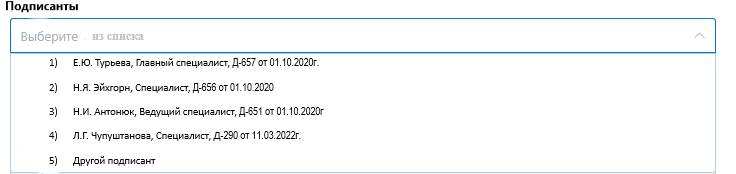 Подписанты
Выберите из списка
1) Е.Ю. Турьева, Главный специалист, Д-657 от 01.10.2020г.
2) Н.Я. Эйхгорн, Специалист, Д-656 от 01.10.2020
3) Н.И. Антонюк, Ведущий специалист, Д-651 от 01.10.2020г
4) Л.Г. Чупуштанова, Специалист, Д-290 от 11.03.2022г.
5) Другой подписант